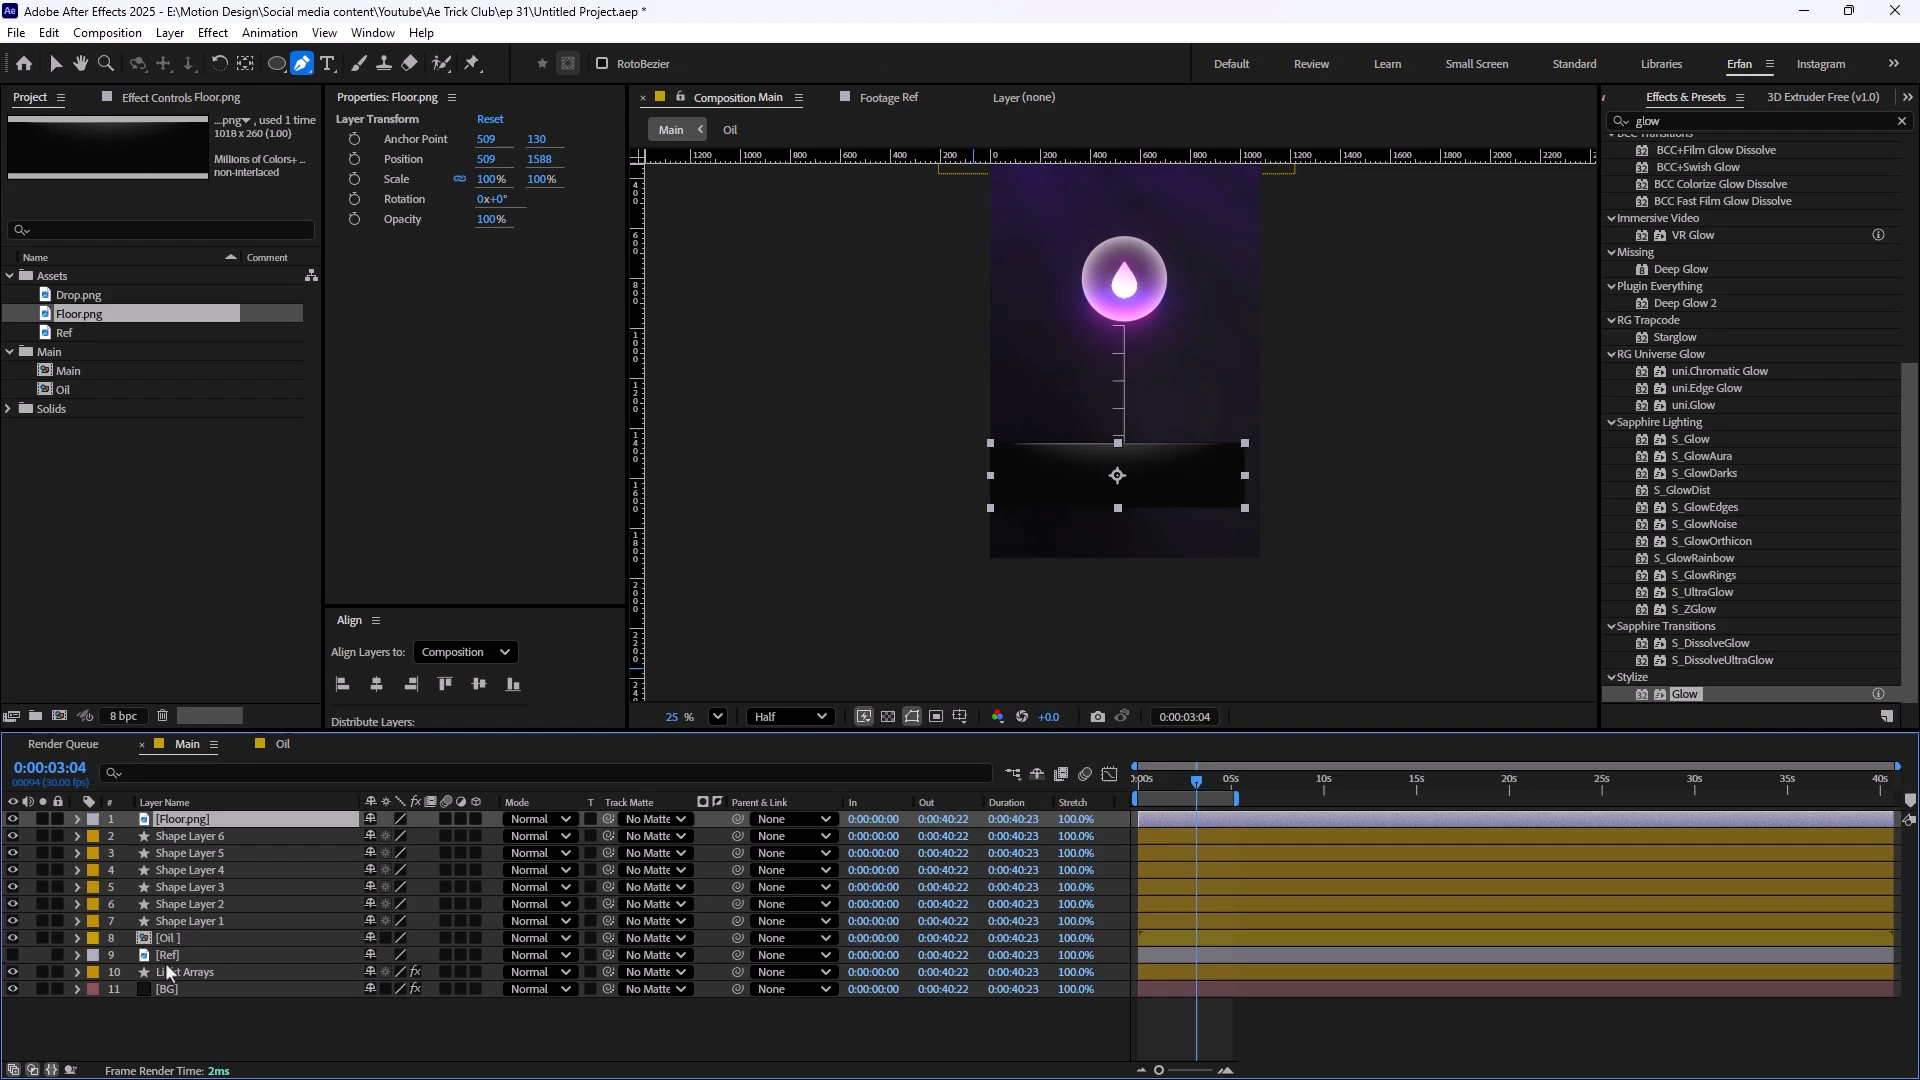 Adobe After Effects 2025 - E:\Motion Design\Social media content\Youtube\Ae Trick Club\ep 31\Untitled Project.aep *
File Edit Composition Layer Effect Animation View Window Help
RotoBezier
Default Review Learn Small Screen Standard Libraries Erfan Instagram
Project
Effect Controls Floor.png
...png , used 1 time
1018 x 260 (1.00)
Millions of Colors+ ...
non-interlaced
Name Comment
Assets
Drop.png
Floor.png
Ref
Main
Main
Oil
Solids
8 bpc
Properties: Floor.png
Layer Transform Reset
Anchor Point 509 130
Position 509 1588
Scale 100% 100%
Rotation 0x+0°
Opacity 100%
Align
Align Layers to: Composition
Distribute Layers:
Composition Main
Footage Ref
Layer (none)
Main Oil
25 % Half +0.0 0:00:03:04
Effects & Presets 3D Extruder Free (v1.0)
glow
BCC Transitions
BCC+Film Glow Dissolve
BCC+Swish Glow
BCC Colorize Glow Dissolve
BCC Fast Film Glow Dissolve
Immersive Video
VR Glow
Missing
Deep Glow
Plugin Everything
Deep Glow 2
RG Trapcode
Starglow
RG Universe Glow
uni.Chromatic Glow
uni.Edge Glow
uni.Glow
Sapphire Lighting
S_Glow
S_GlowAura
S_GlowDarks
S_GlowDist
S_GlowEdges
S_GlowNoise
S_GlowOrthicon
S_GlowRainbow
S_GlowRings
S_UltraGlow
S_ZGlow
Sapphire Transitions
S_DissolveGlow
S_DissolveUltraGlow
Stylize
Glow
Render Queue Main Oil
0:00:03:04
00094 (30.00 fps)
:00s 05s 10s 15s 20s 25s 30s 35s 40s
# Layer Name Mode T Track Matte Parent & Link In Out Duration Stretch
1 [Floor.png] Normal No Matte None 0:00:00:00 0:00:40:22 0:00:40:23 100.0%
2 Shape Layer 6 Normal No Matte None 0:00:00:00 0:00:40:22 0:00:40:23 100.0%
3 Shape Layer 5 Normal No Matte None 0:00:00:00 0:00:40:22 0:00:40:23 100.0%
4 Shape Layer 4 Normal No Matte None 0:00:00:00 0:00:40:22 0:00:40:23 100.0%
5 Shape Layer 3 Normal No Matte None 0:00:00:00 0:00:40:22 0:00:40:23 100.0%
6 Shape Layer 2 Normal No Matte None 0:00:00:00 0:00:40:22 0:00:40:23 100.0%
7 Shape Layer 1 Normal No Matte None 0:00:00:00 0:00:40:22 0:00:40:23 100.0%
8 [Oil ] Normal No Matte None 0:00:00:00 0:00:40:22 0:00:40:23 100.0%
9 [Ref] Normal No Matte None 0:00:00:00 0:00:40:22 0:00:40:23 100.0%
10 Arrays Normal No Matte None 0:00:00:00 0:00:40:22 0:00:40:23 100.0%
11 [BG] Normal No Matte None 0:00:00:00 0:00:40:22 0:00:40:23 100.0%
Frame Render Time: 2ms